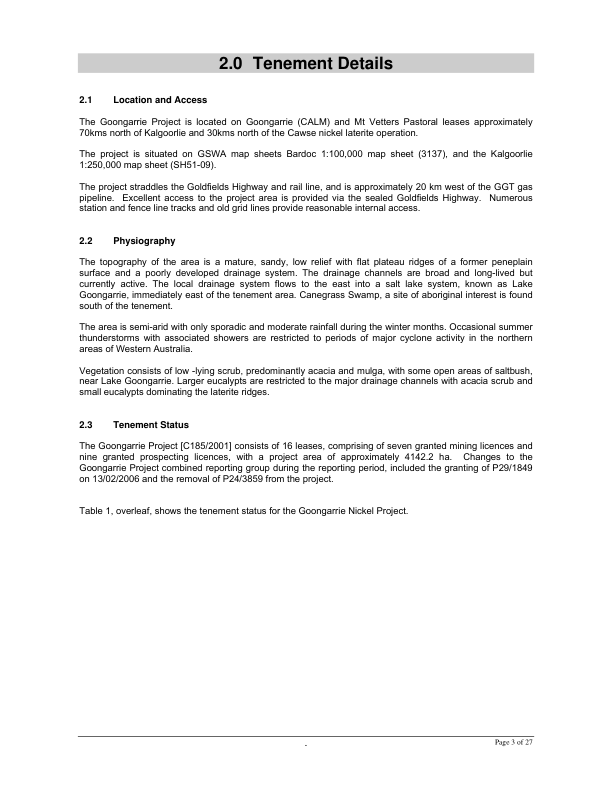 2.0 Tenement Details
2.1 Location and Access
The Goongarrie Project is located on Goongarrie (CALM) and Mt Vetters Pastoral leases approximately
70kms north of Kalgoorlie and 30kms north of the Cawse nickel laterite operation.
The project is situated on GSWA map sheets Bardoc 1:100,000 map sheet (3137), and the Kalgoorlie
1:250,000 map sheet (SH51-09).
The project straddles the Goldfields Highway and rail line, and is approximately 20 km west of the GGT gas
pipeline. Excellent access to the project area is provided via the sealed Goldfields Highway. Numerous
station and fence line tracks and old grid lines provide reasonable internal access.
2.2 Physiography
The topography of the area is a mature, sandy, low relief with flat plateau ridges of a former peneplain
surface and a poorly developed drainage system. The drainage channels are broad and long-lived but
currently active. The local drainage system flows to the east into a salt lake system, known as Lake
Goongarrie, immediately east of the tenement area. Canegrass Swamp, a site of aboriginal interest is found
south of the tenement.
The area is semi-arid with only sporadic and moderate rainfall during the winter months. Occasional summer
thunderstorms with associated showers are restricted to periods of major cyclone activity in the northern
areas of Western Australia.
Vegetation consists of low -lying scrub, predominantly acacia and mulga, with some open areas of saltbush,
near Lake Goongarrie. Larger eucalypts are restricted to the major drainage channels with acacia scrub and
small eucalypts dominating the laterite ridges.
2.3 Tenement Status
The Goongarrie Project [C185/2001] consists of 16 leases, comprising of seven granted mining licences and
nine granted prospecting licences, with a project area of approximately 4142.2 ha. Changes to the
Goongarrie Project combined reporting group during the reporting period, included the granting of P29/1849
on 13/02/2006 and the removal of P24/3859 from the project.
Table 1, overleaf, shows the tenement status for the Goongarrie Nickel Project.
-
Page 3 of 27